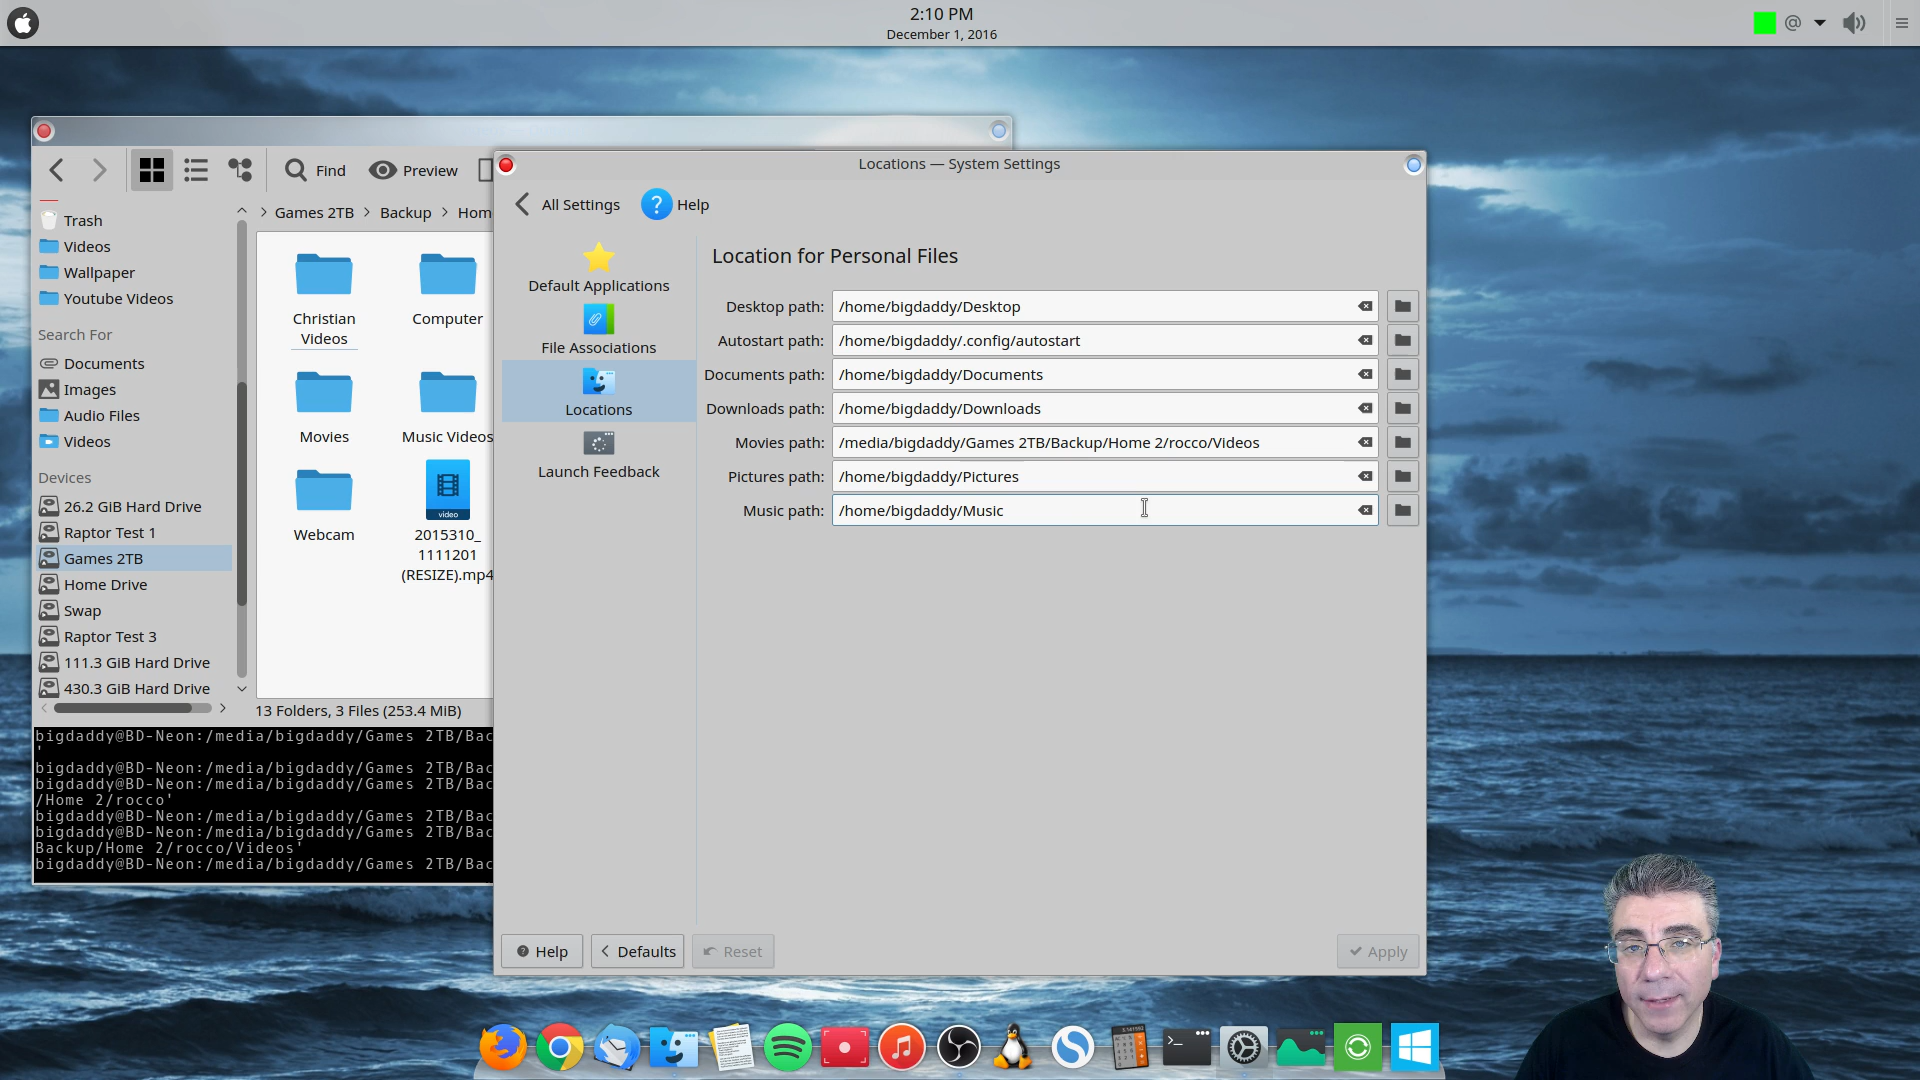 2:10 PM
December 1, 2016
@
Find
Preview
Trash
Videos
Wallpaper
Youtube Videos
Search For
Documents
Images
Audio Files
Videos
Devices
26.2 GiB Hard Drive
Raptor Test 1
Games 2TB
Home Drive
Swap
Raptor Test 3
111.3 GiB Hard Drive
430.3 GiB Hard Drive
> Games 2TB > Backup > Hom
Christian
Videos
Computer
Movies
Music Videos
Webcam
video
2015310_
1111201
(RESIZE).mp4
13 Folders, 3 Files (253.4 MiB)
bigdaddy@BD-Neon:/media/bigdaddy/Games 2TB/Bac
'
bigdaddy@BD-Neon:/media/bigdaddy/Games 2TB/Bac
bigdaddy@BD-Neon:/media/bigdaddy/Games 2TB/Bac
/Home 2/rocco'
bigdaddy@BD-Neon:/media/bigdaddy/Games 2TB/Bac
bigdaddy@BD-Neon:/media/bigdaddy/Games 2TB/Bac
Backup/Home 2/rocco/Videos'
bigdaddy@BD-Neon:/media/bigdaddy/Games 2TB/Bac
Locations — System Settings
All Settings
? Help
Default Applications
File Associations
Locations
Launch Feedback
Location for Personal Files
Desktop path: /home/bigdaddy/Desktop
Autostart path: /home/bigdaddy/.config/autostart
Documents path: /home/bigdaddy/Documents
Downloads path: /home/bigdaddy/Downloads
Movies path: /media/bigdaddy/Games 2TB/Backup/Home 2/rocco/Videos
Pictures path: /home/bigdaddy/Pictures
Music path: /home/bigdaddy/Music
Help
Defaults
Reset
Apply